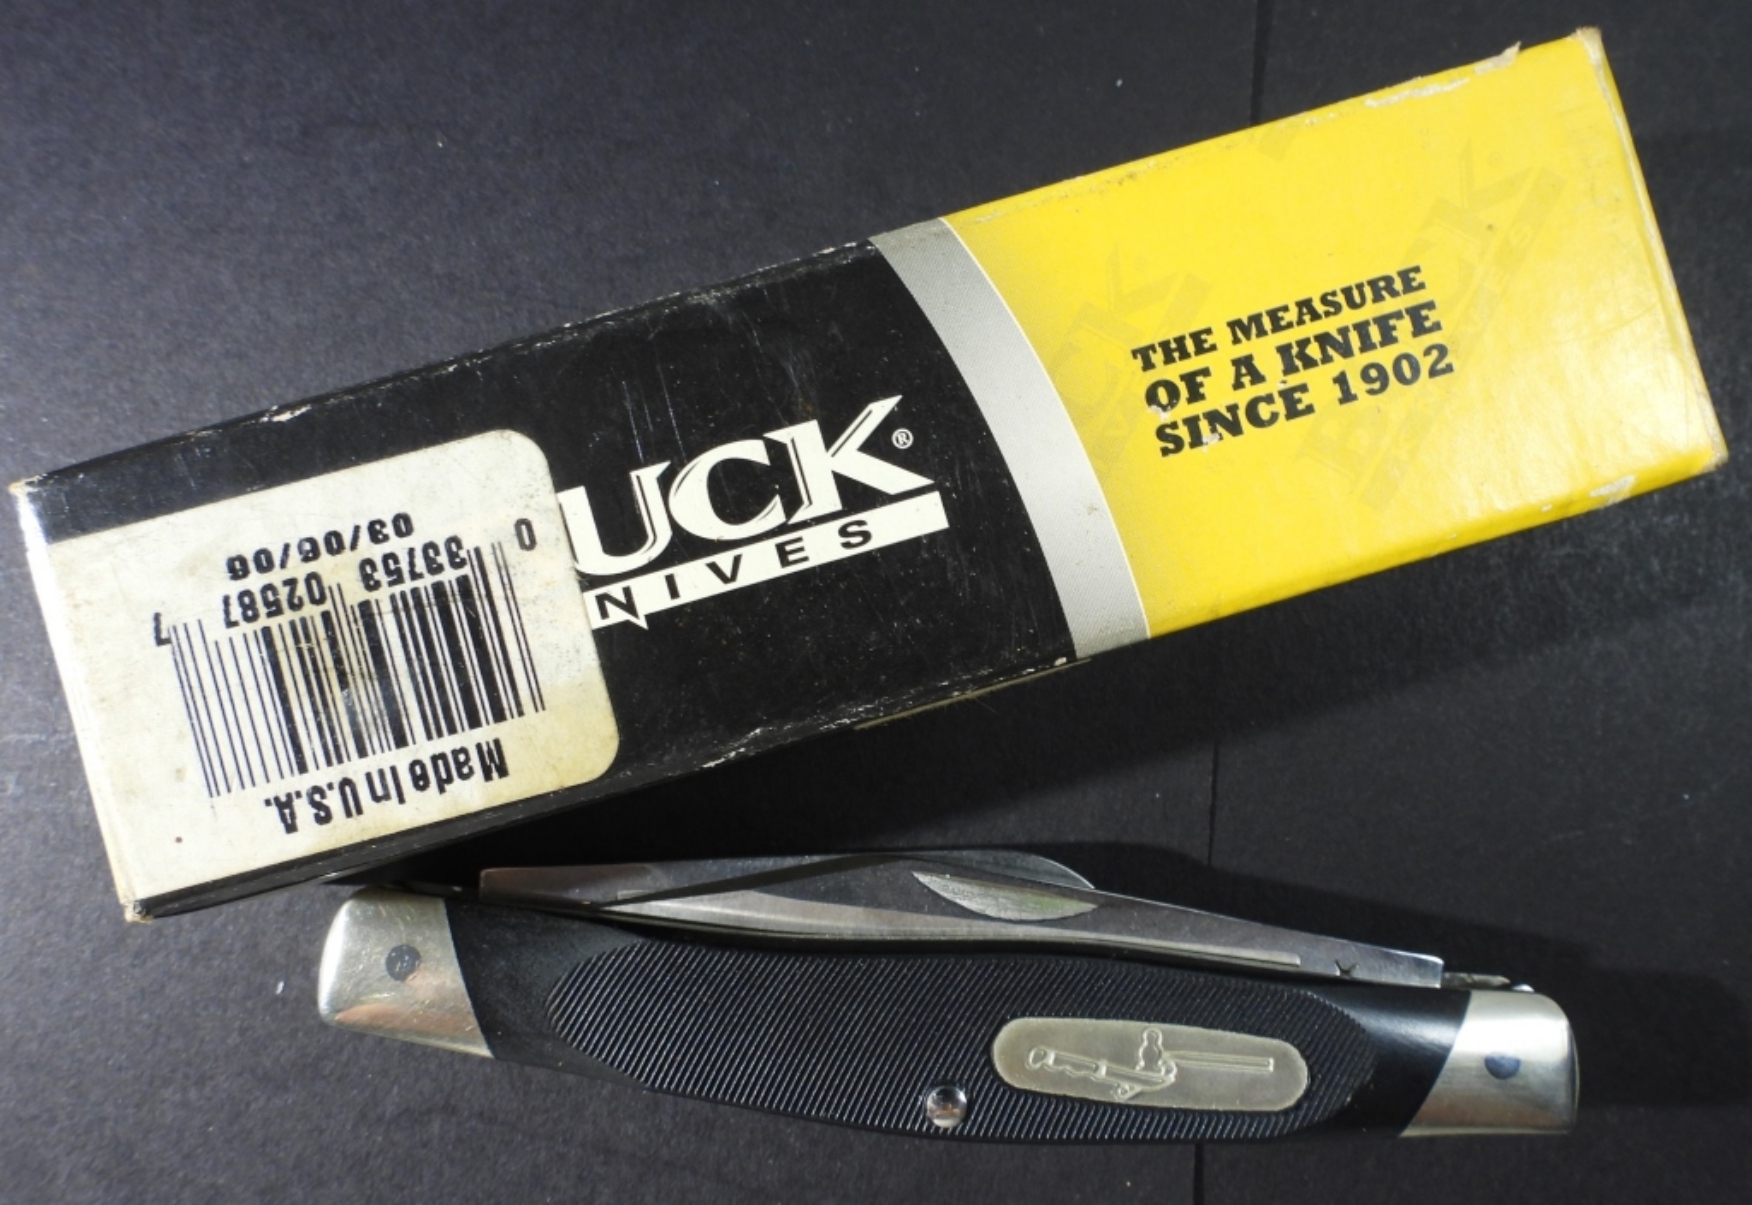 UCK®
NIVES
THE MEASURE
OF A KNIFE
SINCE 1902
Made In U.S.A.
0 33753 02587 7
03/06/06